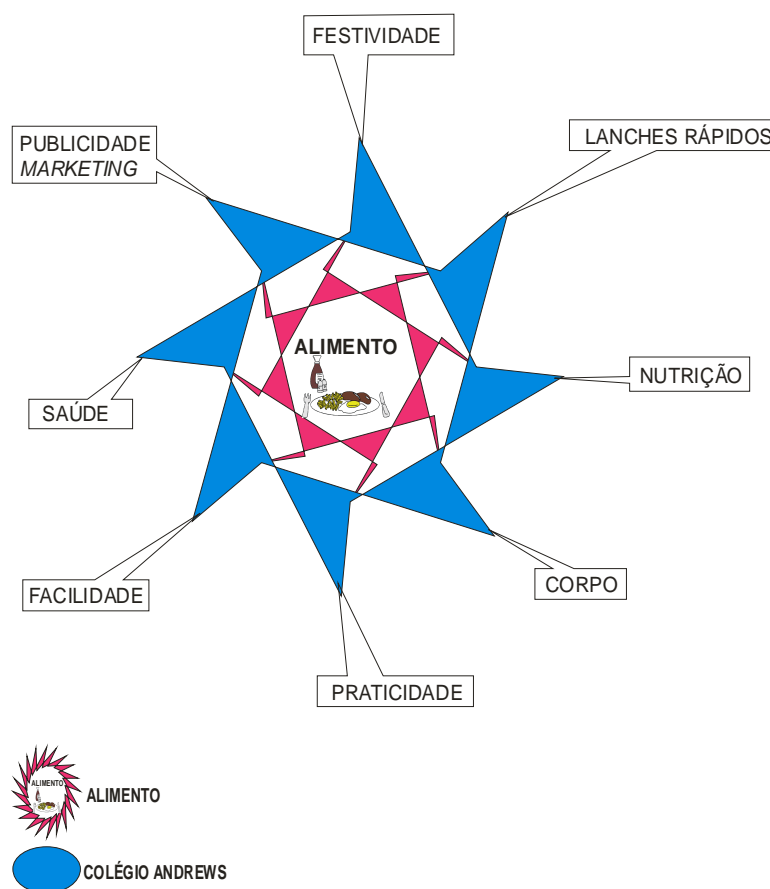 FESTIVIDADE
PUBLICIDADE
MARKETING
LANCHES RÁPIDOS
ALIMENTO
NUTRIÇÃO
SAÚDE
CORPO
FACILIDADE
PRATICIDADE
ALIMENTO
ALIMENTO
COLÉGIO ANDREWS